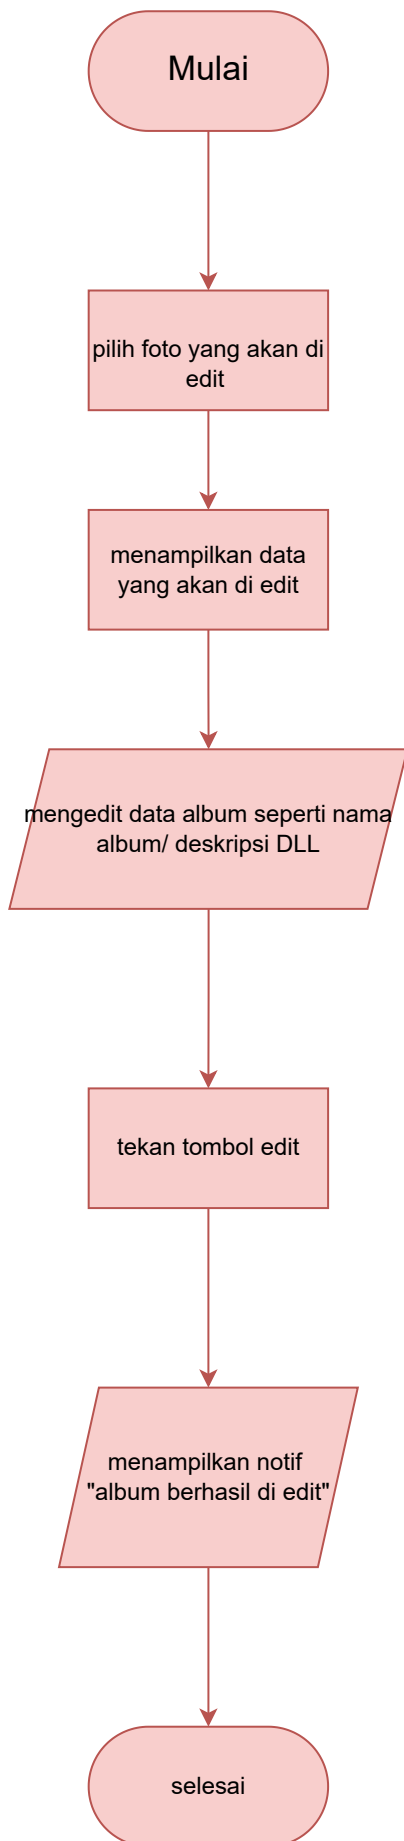 Mulai
pilih foto yang akan di
edit
menampilkan data
yang akan di edit
mengedit data album seperti nama
album/ deskripsi DLL
tekan tombol edit
menampilkan notif
"album berhasil di edit"
selesai